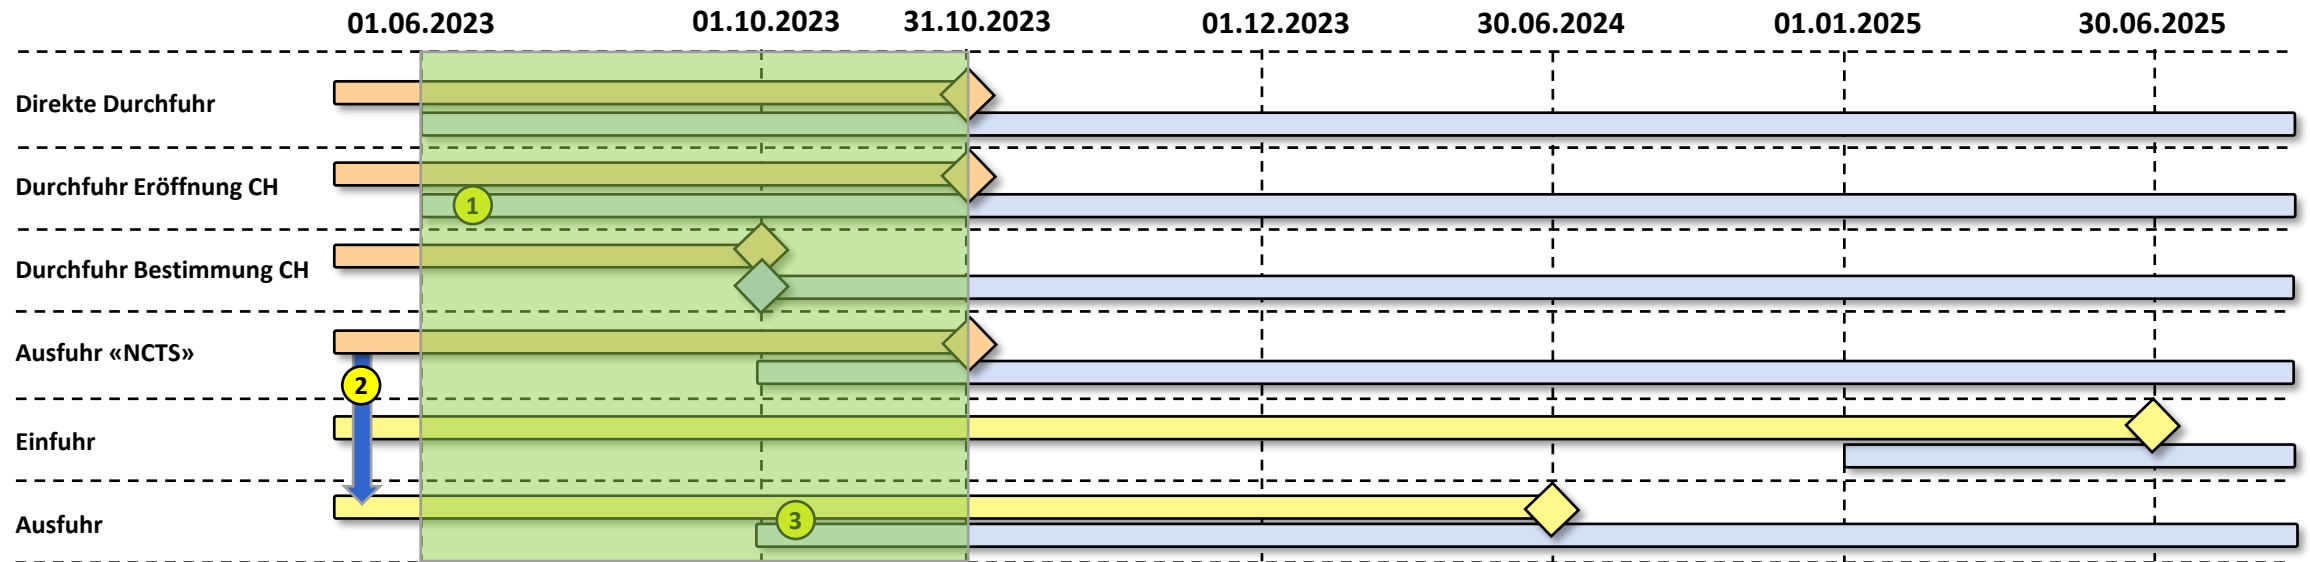 01.06.2023 01.10.2023 31.10.2023 01.12.2023 30.06.2024 01.01.2025 30.06.2025
Direkte Durchfuhr
Durchfuhr Eröffnung CH
1
Durchfuhr Bestimmung CH
Ausfuhr «NCTS»
2
Einfuhr
Ausfuhr
3